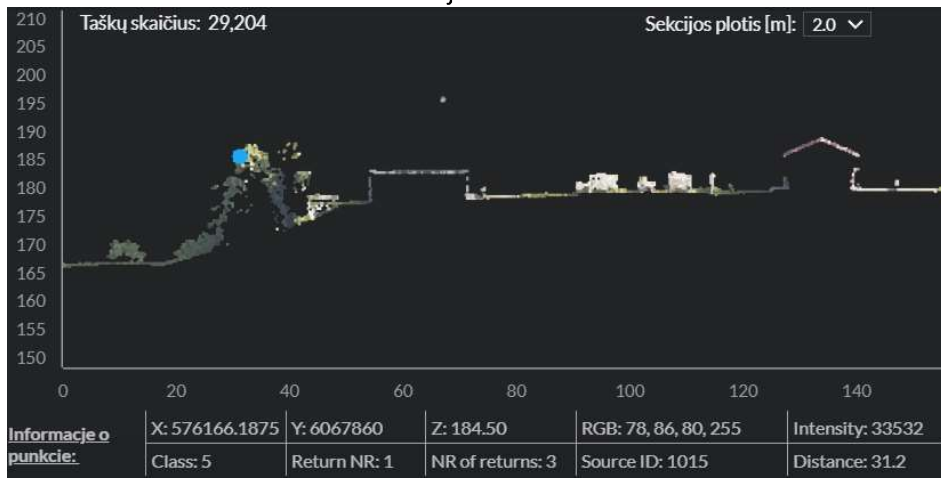 Taškų skaičius: 29,204
Sekcijos plotis [m]: 2.0
210
205
200
195
190
185
180
175
170
165
160
155
150
0 20 40 60 80 100 120 140
Informacje o punkcie:
X: 576166.1875 Y: 6067860 Z: 184.50 RGB: 78, 86, 80, 255 Intensity: 33532
Class: 5 Return NR: 1 NR of returns: 3 Source ID: 1015 Distance: 31.2